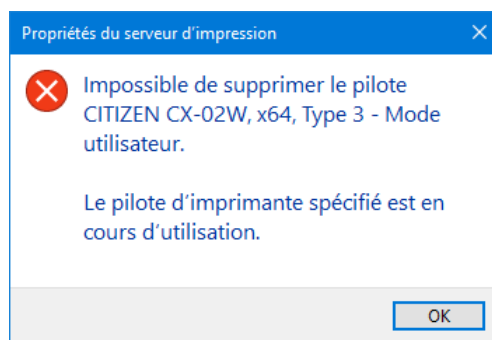 Propriétés du serveur d’impression
Impossible de supprimer le pilote
CITIZEN CX-02W, x64, Type 3 - Mode
utilisateur.
Le pilote d’imprimante spécifié est en
cours d’utilisation.
OK